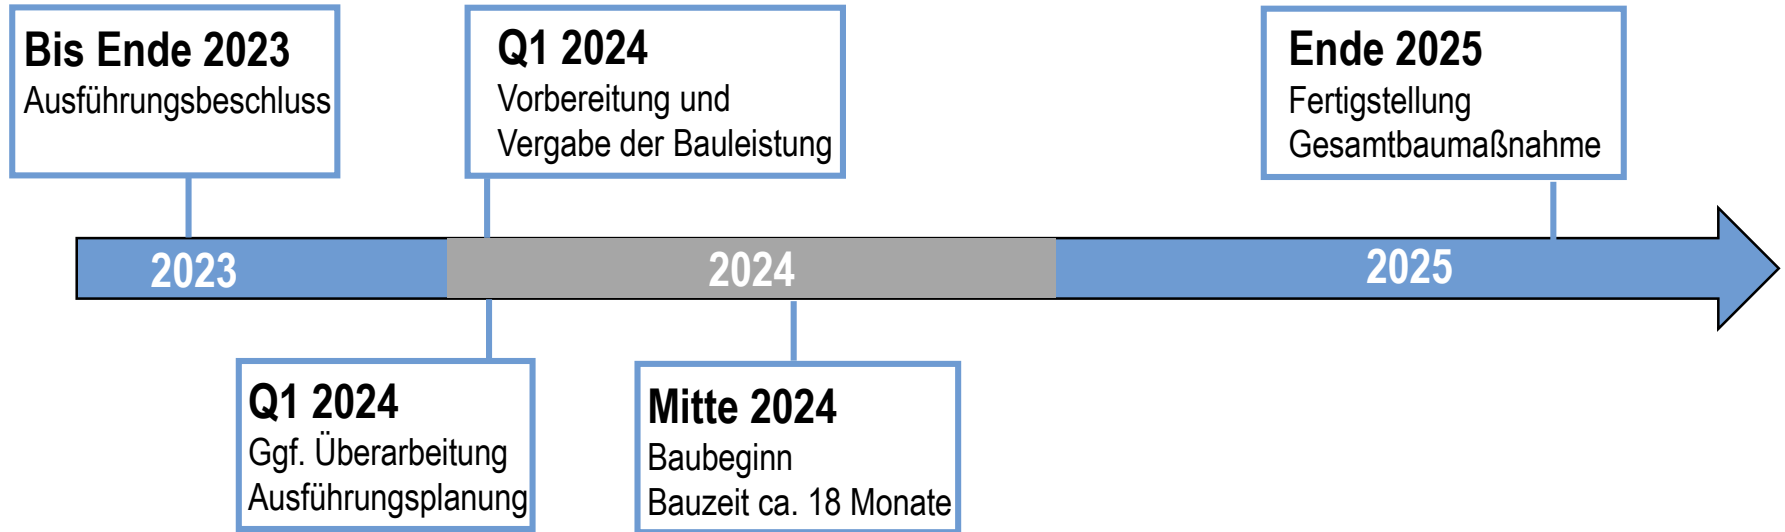 Bis Ende 2023
Ausführungsbeschluss
Q1 2024
Vorbereitung und
Vergabe der Bauleistung
Ende 2025
Fertigstellung
Gesamtbaumaßnahme
2023
2024
2025
Q1 2024
Ggf. Überarbeitung
Ausführungsplanung
Mitte 2024
Baubeginn
Bauzeit ca. 18 Monate